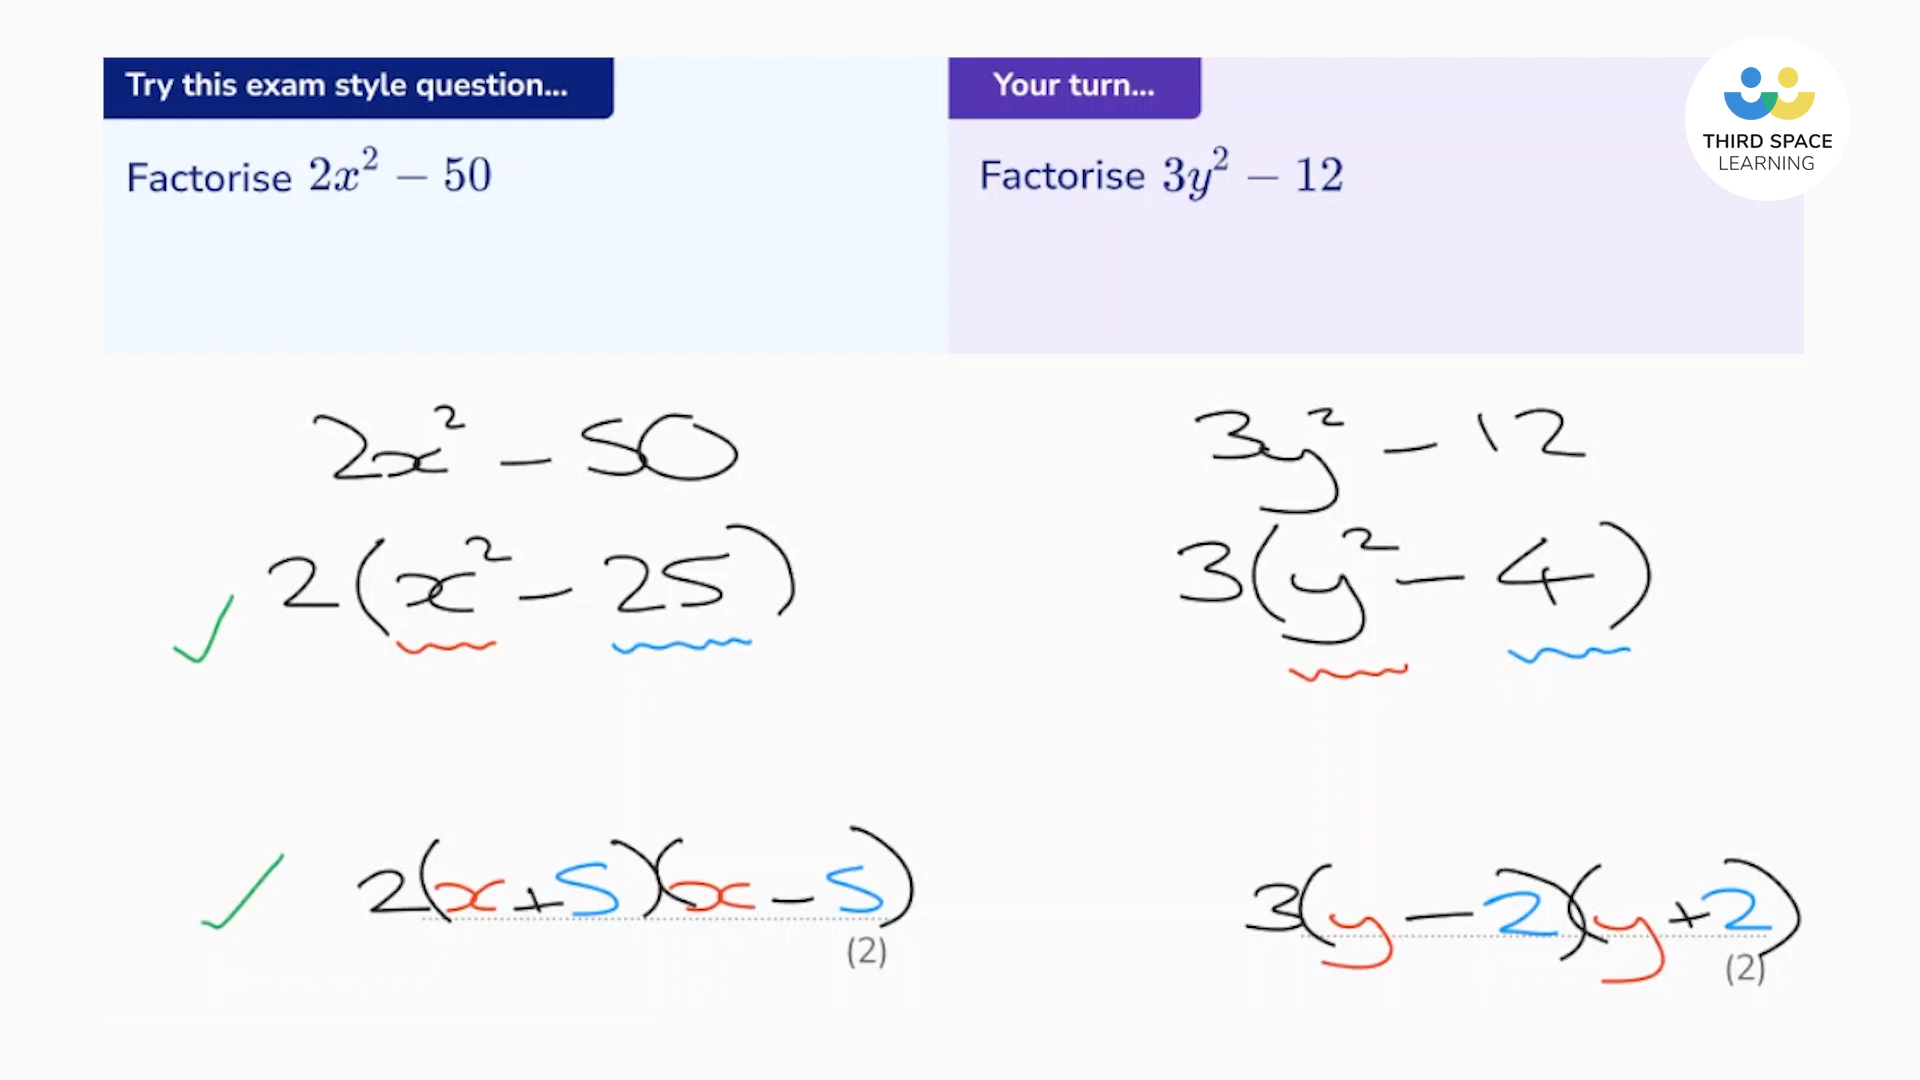 Try this exam style question...
Factorise 2x² − 50
2x² − 50
2(x² − 25)
2(x+5)(x−5)
(2)
Your turn...
Factorise 3y² − 12
3y² − 12
3(y² − 4)
3(y−2)(y+2)
(2)
THIRD SPACE
LEARNING